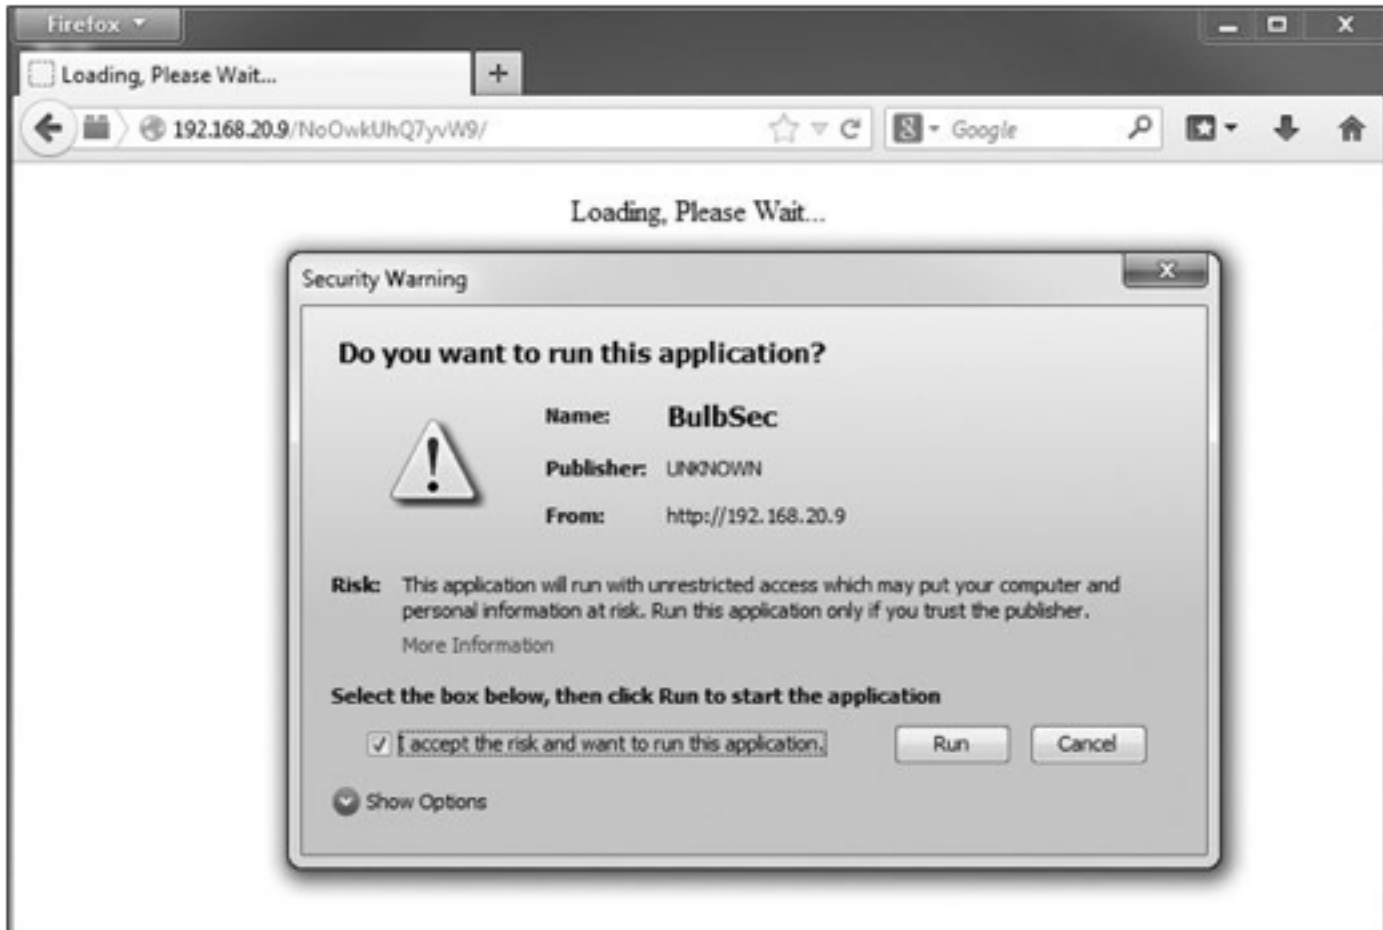 Firefox
Loading, Please Wait...
192.168.20.9/NoOwkUhQ7yvW9/
Google
Loading, Please Wait...
Security Warning
Do you want to run this application?
Name: BulbSec
Publisher: UNKNOWN
From: http://192.168.20.9
Risk: This application will run with unrestricted access which may put your computer and
personal information at risk. Run this application only if you trust the publisher.
More Information
Select the box below, then click Run to start the application
I accept the risk and want to run this application. Run Cancel
Show Options